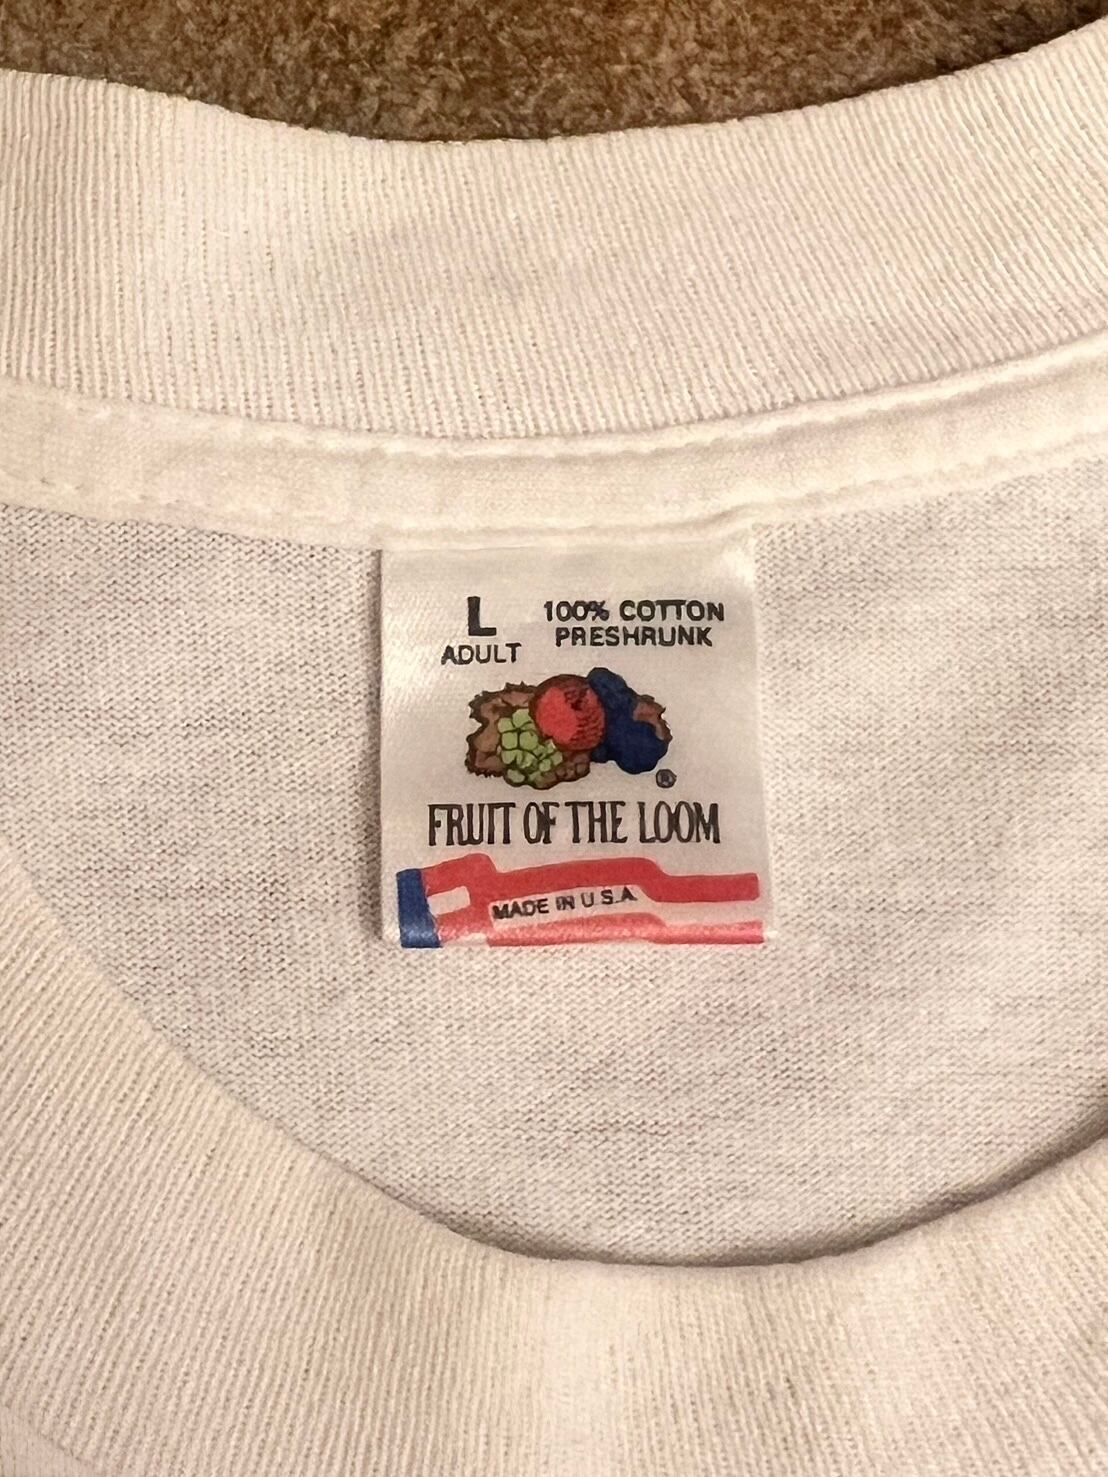 L
ADULT
100% COTTON
PRESHRUNK
®
FRUIT OF THE LOOM
MADE IN U.S.A.